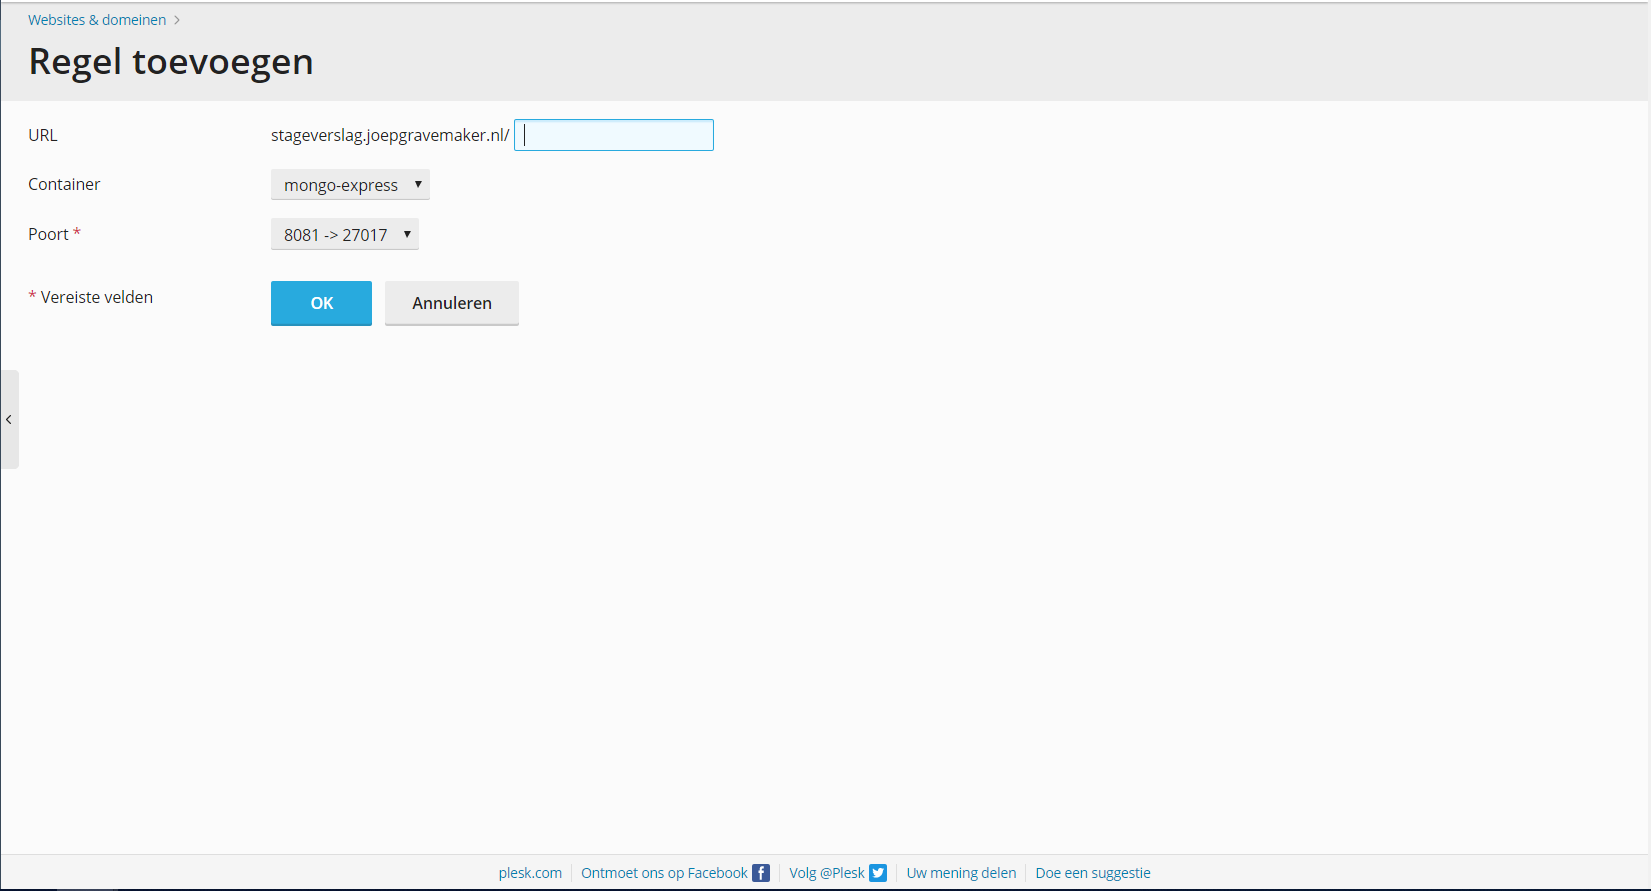 Websites & domeinen >
Regel toevoegen
URL stageverslag.joepgravemaker.nl/
Container mongo-express
Poort * 8081 -> 27017
* Vereiste velden OK Annuleren
plesk.com Ontmoet ons op Facebook Volg @Plesk Uw mening delen Doe een suggestie